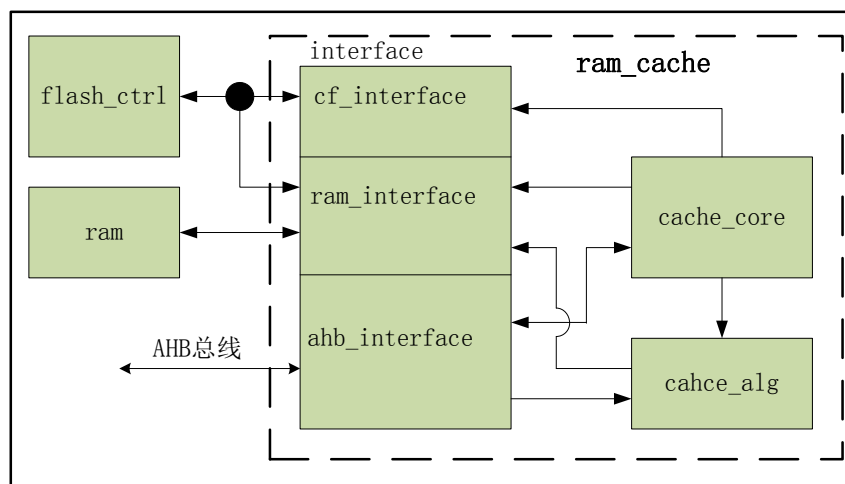 interface
ram_cache
flash_ctrl
cf_interface
ram_interface
ram
cache_core
ahb_interface
AHB总线
cahce_alg